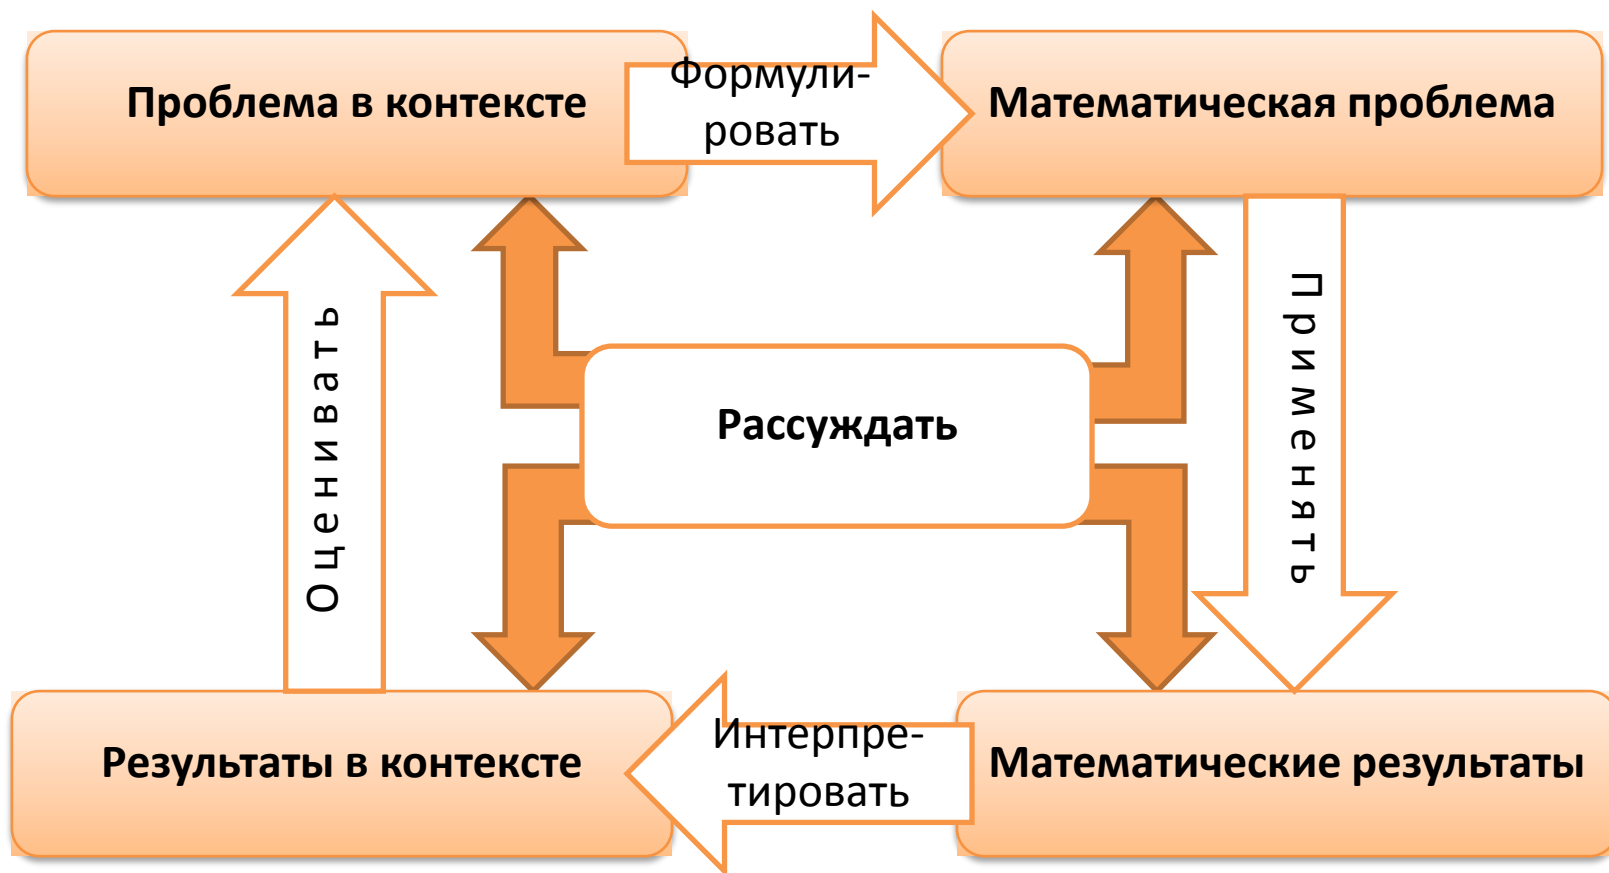 Проблема в контексте
Формули-
ровать
Математическая проблема
Оценивать
Рассуждать
Применять
Результаты в контексте
Интерпре-
тировать
Математические результаты